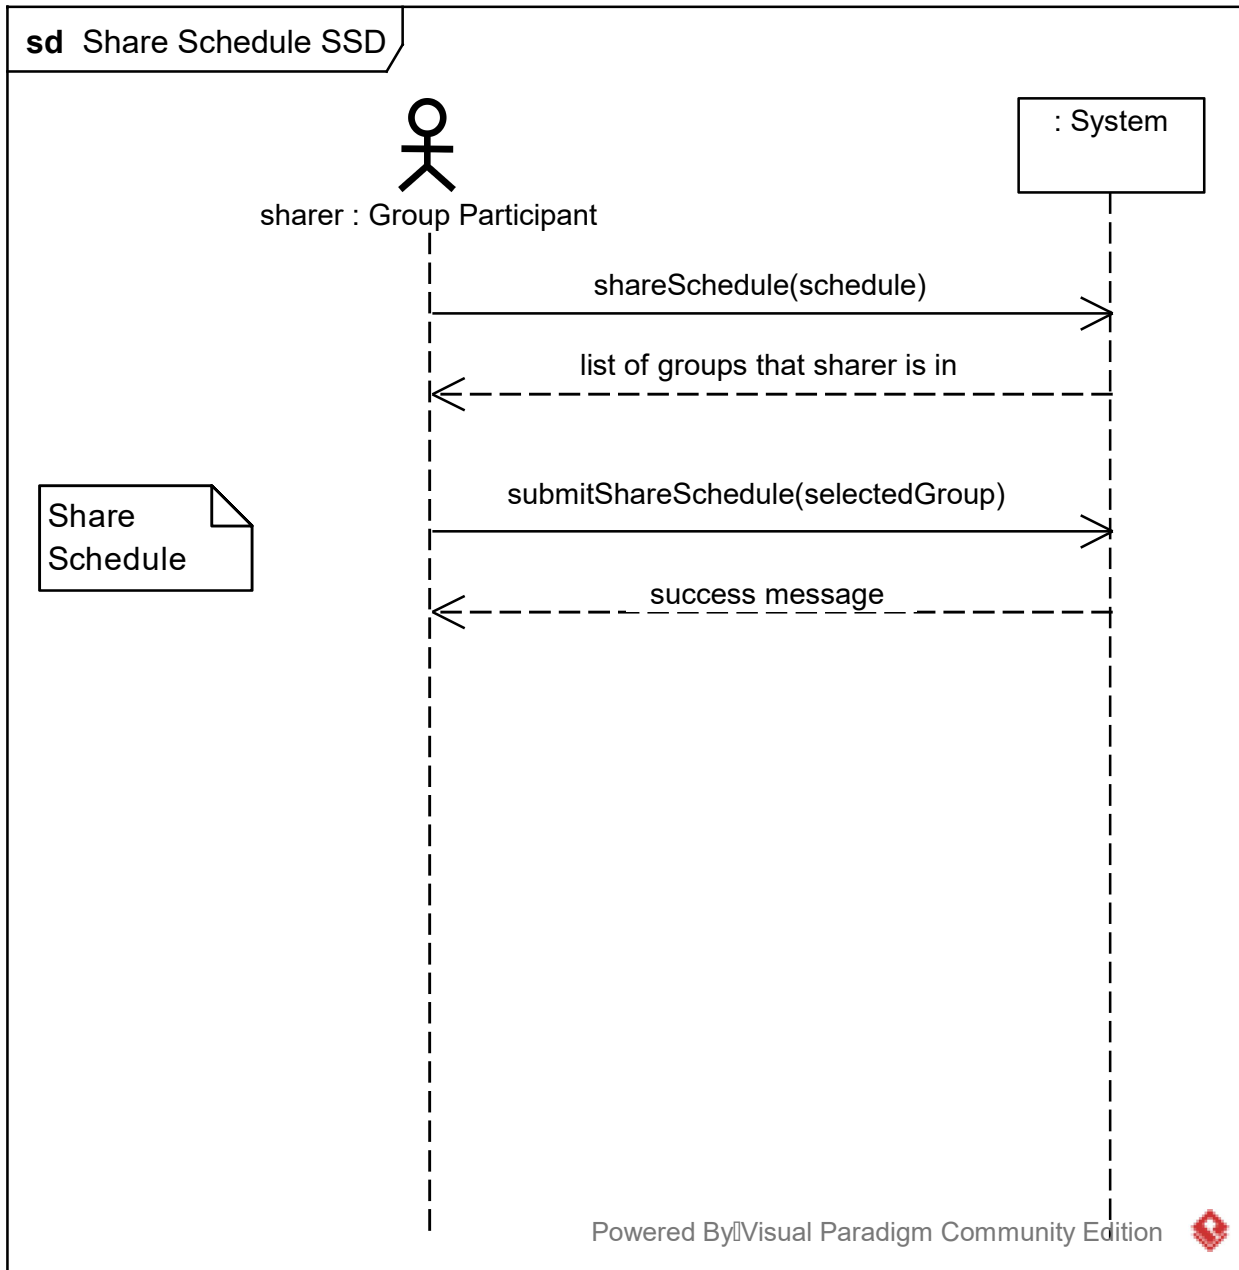 sd Share Schedule SSD
: System
sharer : Group Participant
shareSchedule(schedule)
list of groups that sharer is in
submitShareSchedule(selectedGroup)
Share
Schedule
success message
Powered By Visual Paradigm Community Edition